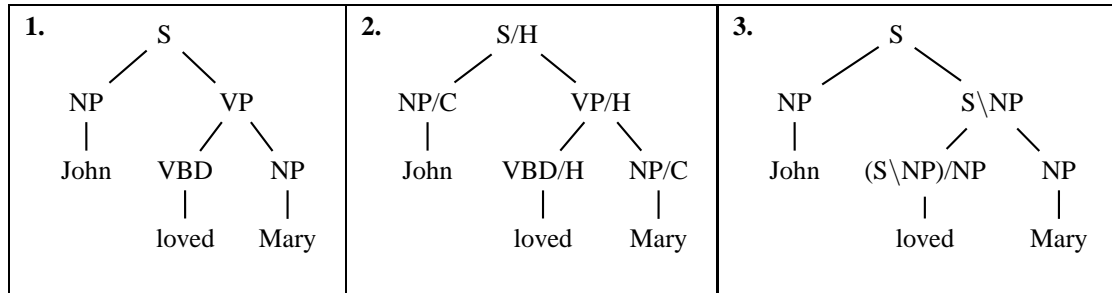 1.
S
NP VP
John VBD NP
loved Mary
2.
S/H
NP/C VP/H
John VBD/H NP/C
loved Mary
3.
S
NP S\NP
John (S\NP)/NP NP
loved Mary